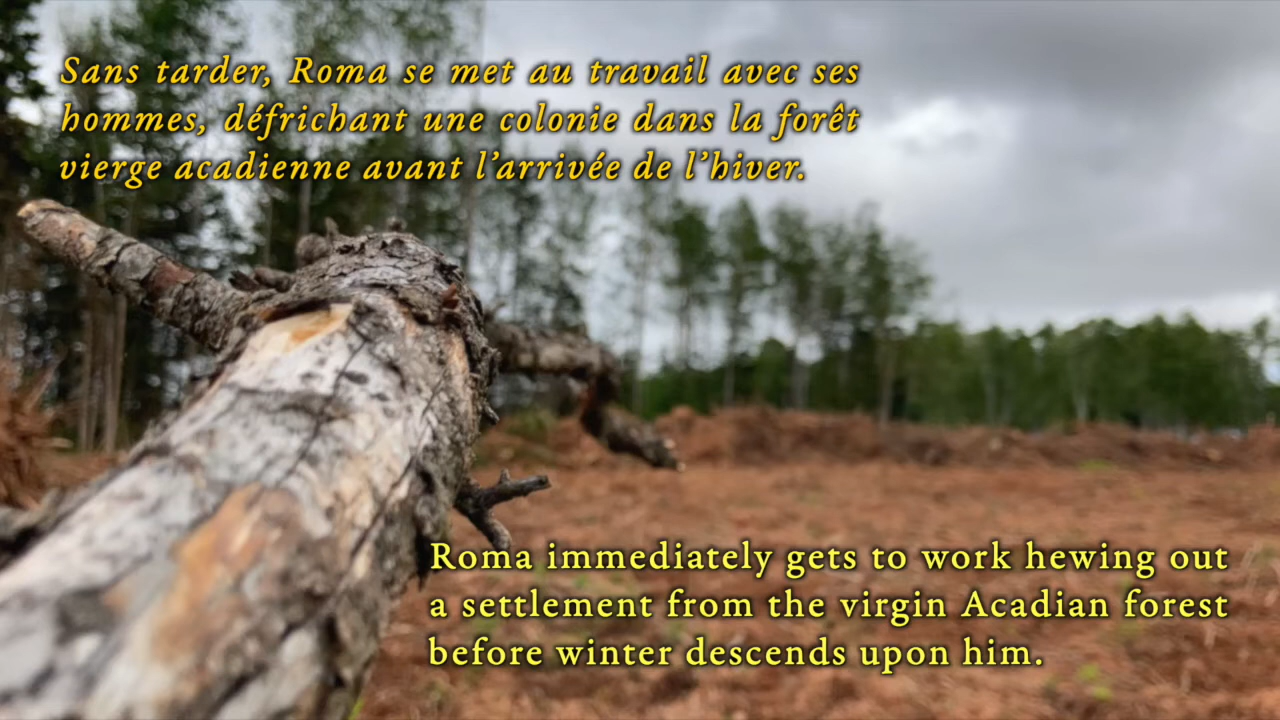 Sans tarder, Roma se met au travail avec ses
hommes, défrichant une colonie dans la forêt
vierge acadienne avant l’arrivée de l’hiver.
Roma immediately gets to work hewing out
a settlement from the virgin Acadian forest
before winter descends upon him.